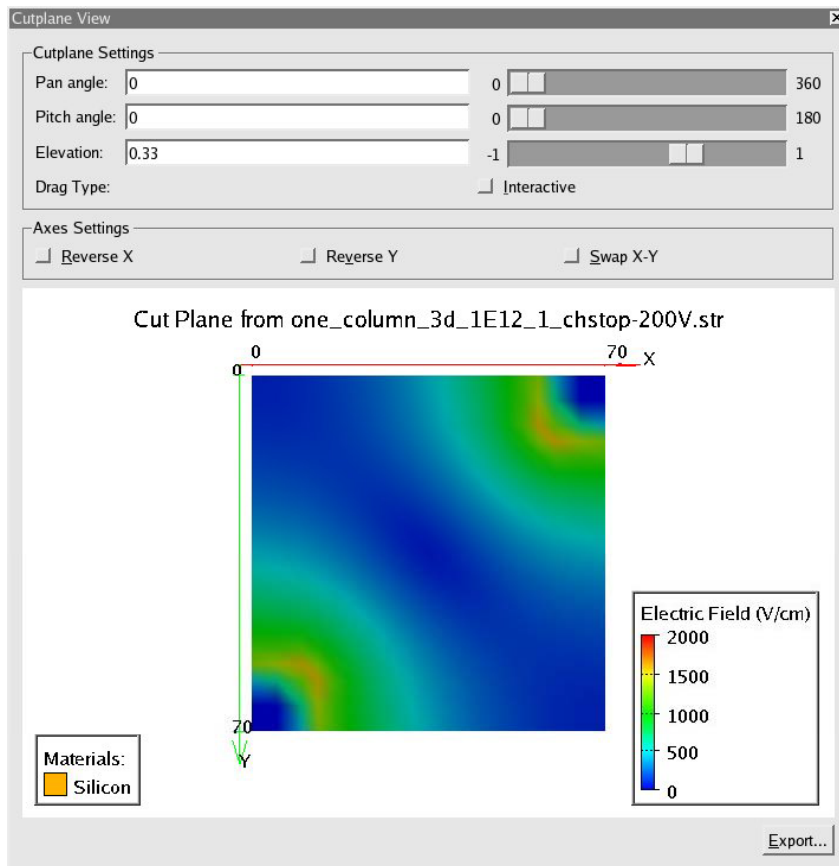 Cutplane View
Cutplane Settings
Pan angle: 0 0 360
Pitch angle: 0 0 180
Elevation: 0.33 -1 1
Drag Type: Interactive
Axes Settings
Reverse X Reverse Y Swap X-Y
Cut Plane from one_column_3d_1E12_1_chstop-200V.str
0 70 X
0
70
Y
Electric Field (V/cm)
2000
1500
1000
500
0
Materials:
Silicon
Export...